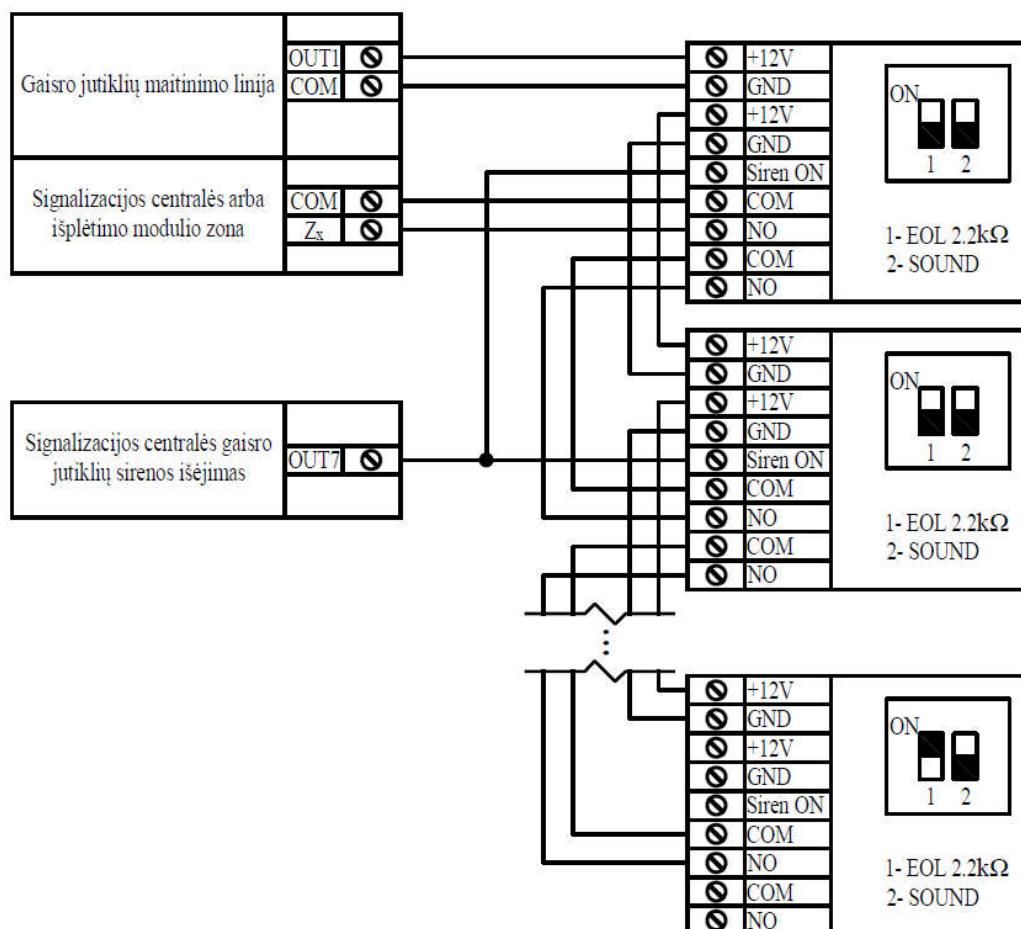 Gaisro jutiklių maitinimo linija
OUT1
COM
Signalizacijos centralės arba
išplėtimo modulio zona
COM
Zx
Signalizacijos centralės gaisro
jutiklių sirenos išėjimas
OUT7
+12V
GND
+12V
GND
Siren ON
COM
NO
COM
NO
ON
1 2
1- EOL 2.2kΩ
2- SOUND
+12V
GND
+12V
GND
Siren ON
COM
NO
COM
NO
ON
1 2
1- EOL 2.2kΩ
2- SOUND
+12V
GND
+12V
GND
Siren ON
COM
NO
COM
NO
ON
1 2
1- EOL 2.2kΩ
2- SOUND